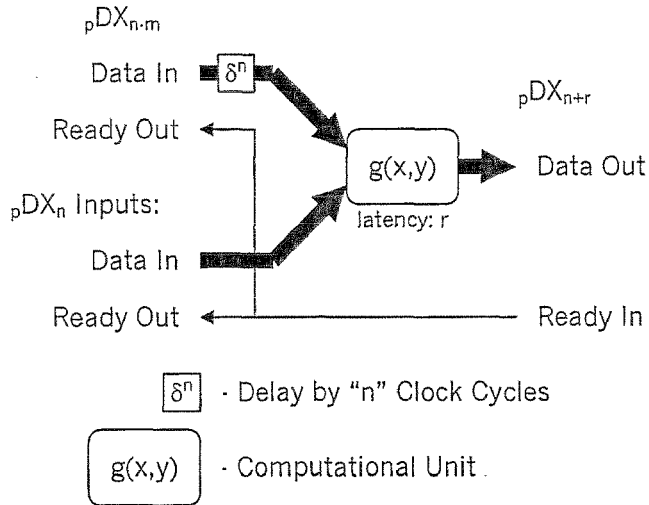 pDXn-m
Data In δⁿ
pDXn+r
Ready Out
g(x,y)
Data Out
latency: r
pDXn Inputs:
Data In
Ready Out
Ready In
δⁿ - Delay by “n” Clock Cycles
g(x,y) - Computational Unit